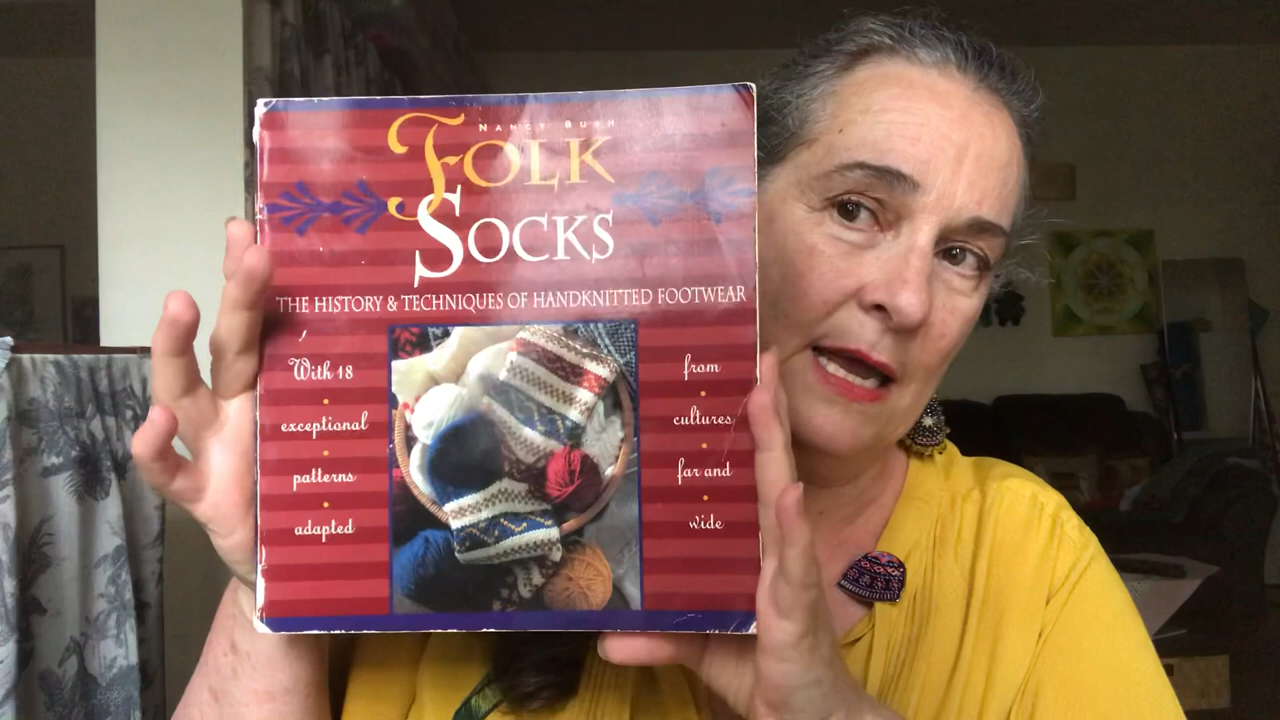 NANCY BUSH
FOLK
SOCKS
THE HISTORY & TECHNIQUES OF HANDKNITTED FOOTWEAR
With 18
exceptional
patterns
adapted
from
cultures
far and
wide